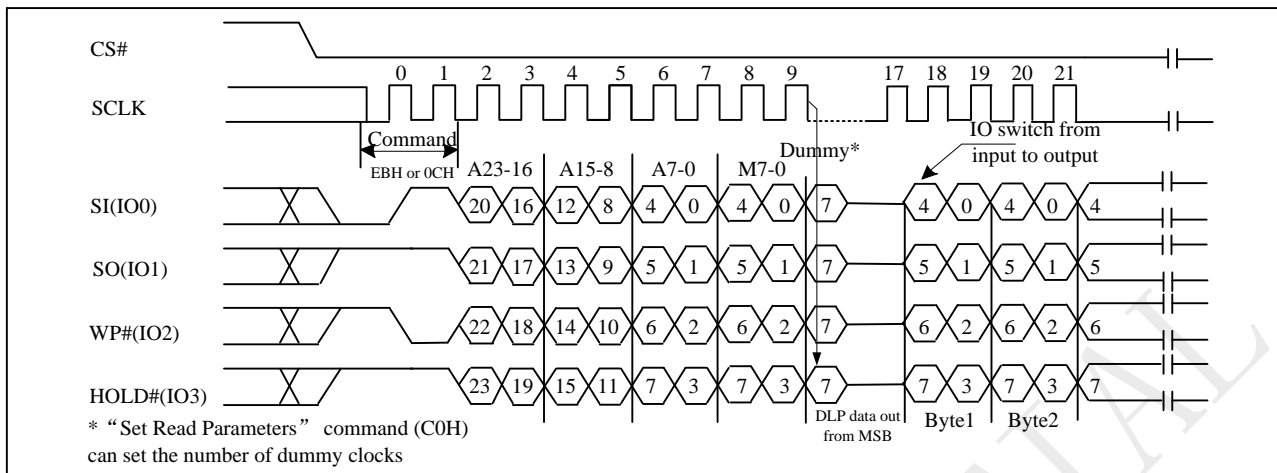 CS#
0 1 2 3 4 5 6 7 8 9 17 18 19 20 21
SCLK
Command
EBH or 0CH
A23-16 A15-8 A7-0 M7-0
Dummy*
IO switch from
input to output
SI(IO0) 20 16 12 8 4 0 4 0 7 4 0 4 0 4
SO(IO1) 21 17 13 9 5 1 5 1 7 5 1 5 1 5
WP#(IO2) 22 18 14 10 6 2 6 2 7 6 2 6 2 6
HOLD#(IO3) 23 19 15 11 7 3 7 3 7 7 3 7 3 7
DLP data out
from MSB
Byte1 Byte2
* “Set Read Parameters” command (C0H)
can set the number of dummy clocks